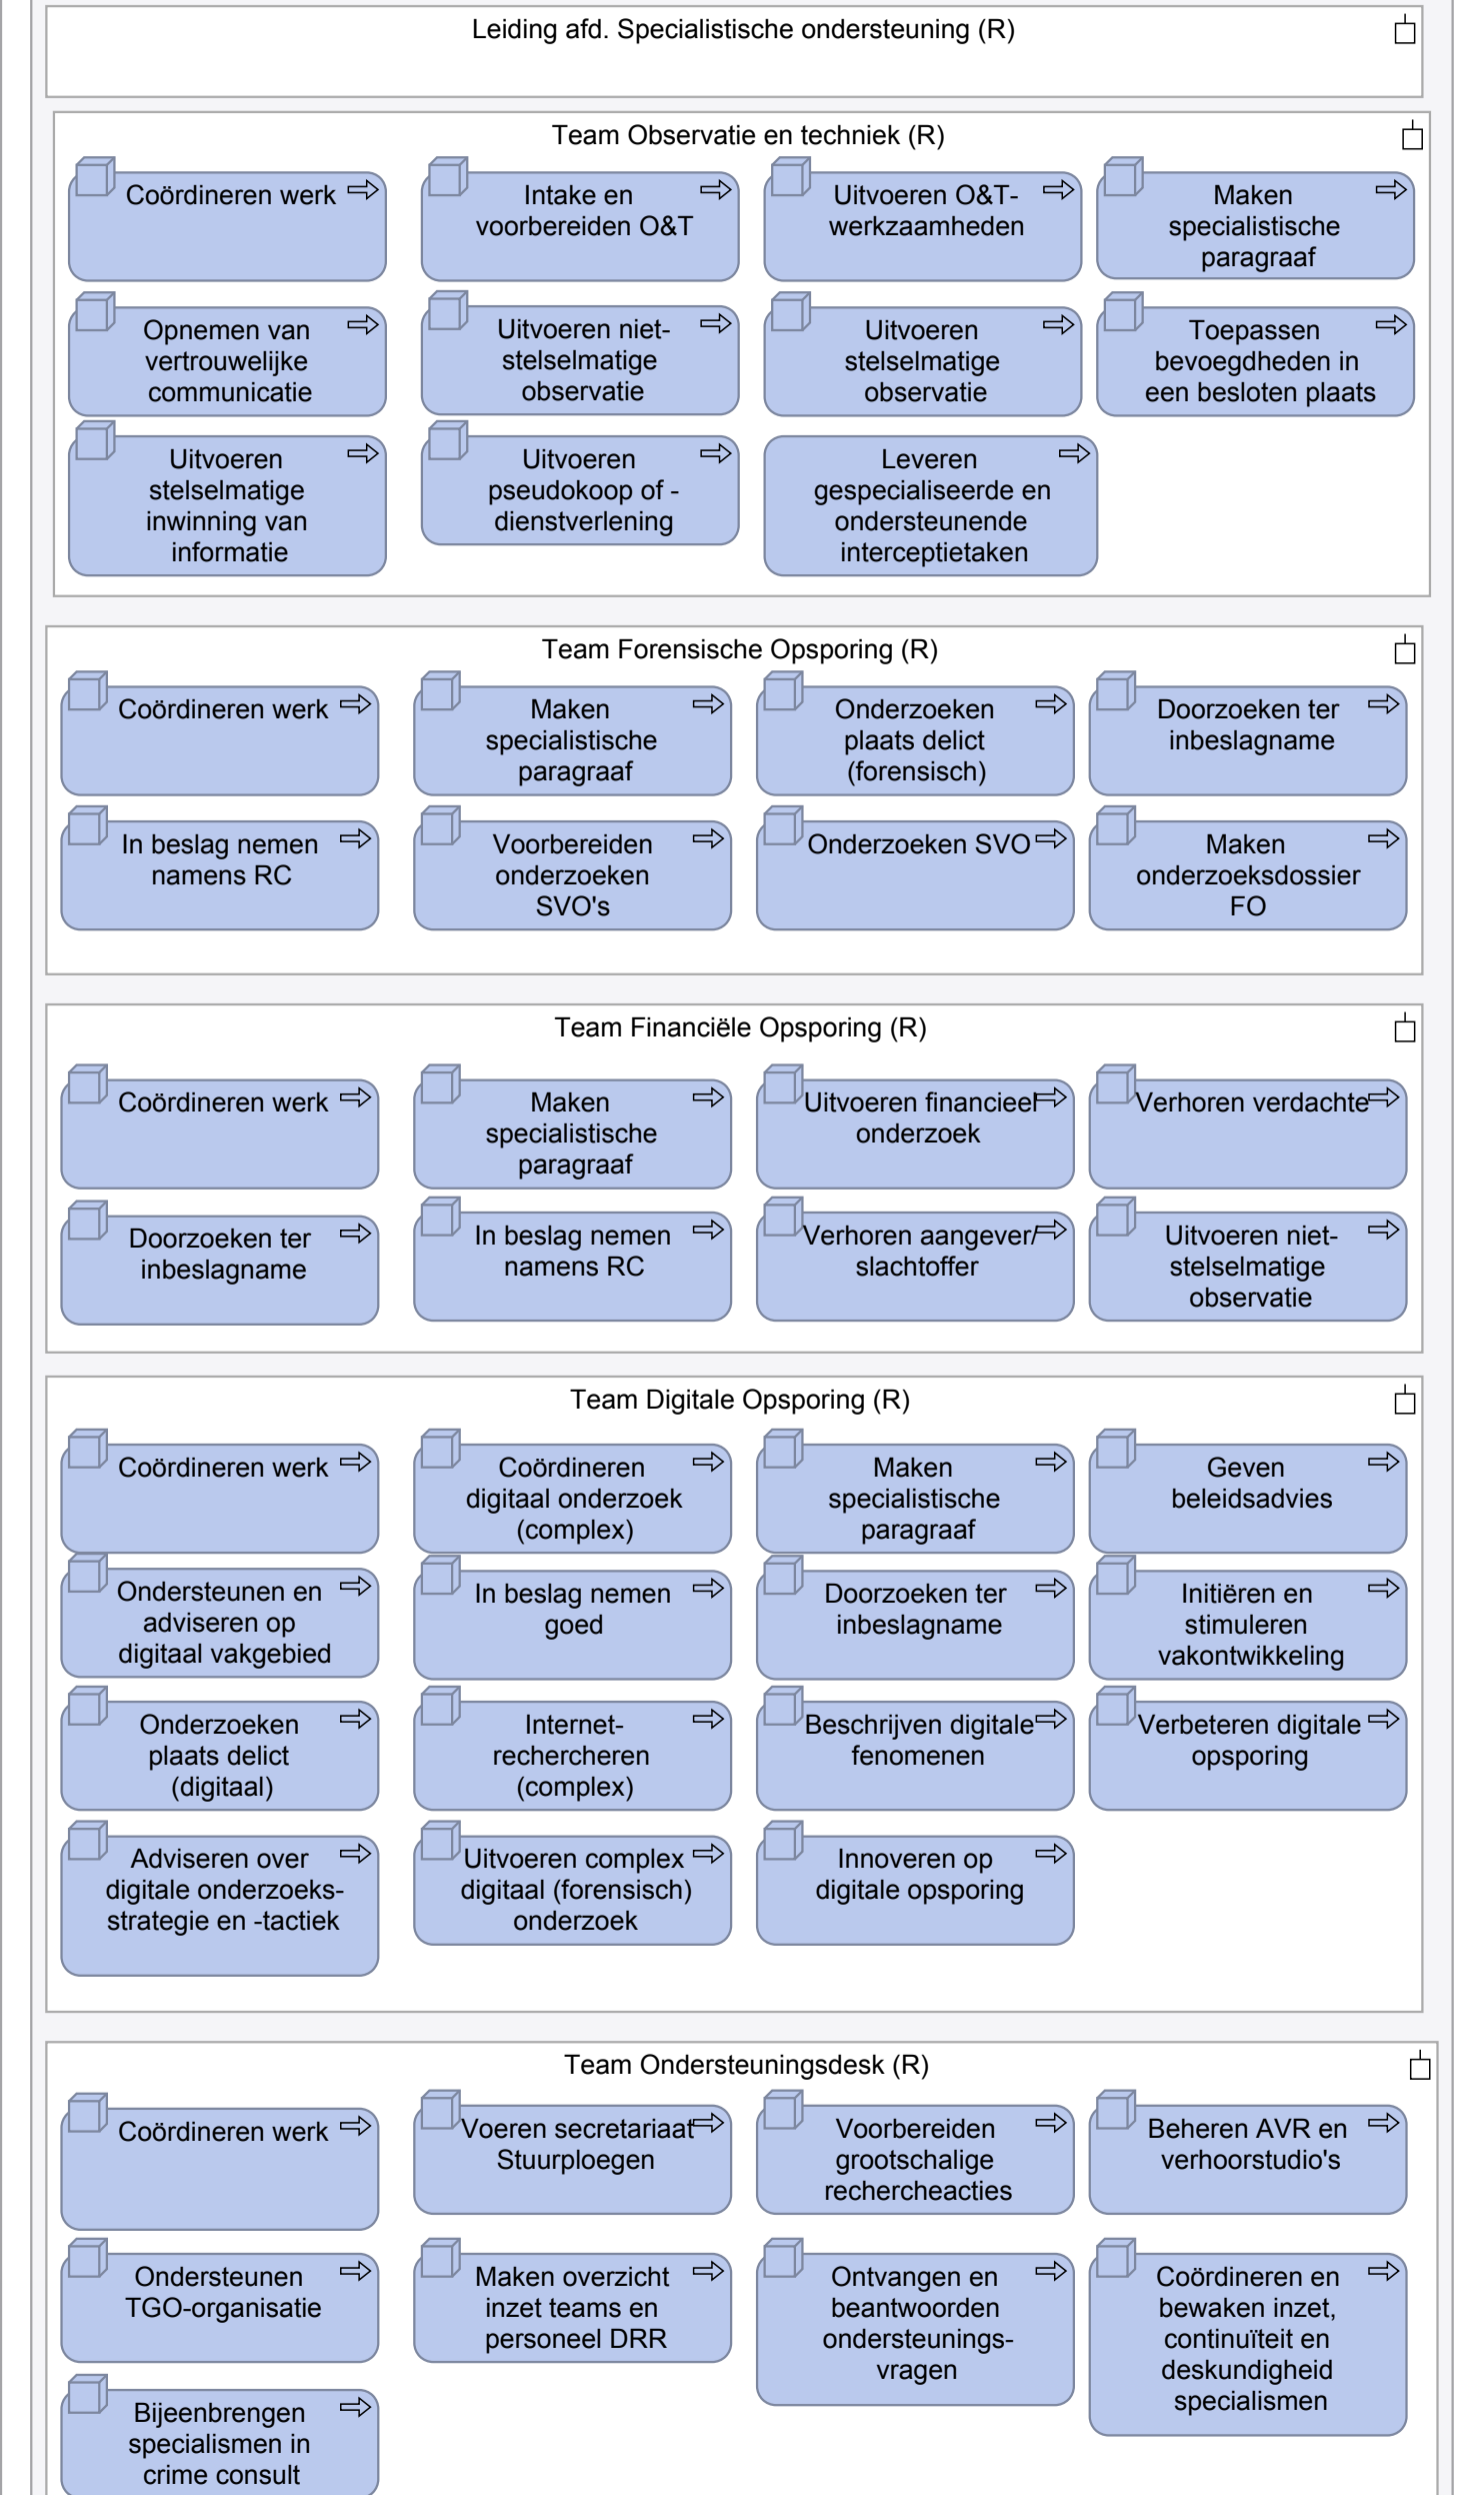 Leiding afd. Specialistische ondersteuning (R)
Team Observatie en techniek (R)
Coördineren werk
Intake en
voorbereiden O&T
Uitvoeren O&T-
werkzaamheden
Maken
specialistische
paragraaf
Opnemen van
vertrouwelijke
communicatie
Uitvoeren niet-
stelselmatige
observatie
Uitvoeren
stelselmatige
observatie
Toepassen
bevoegdheden in
een besloten plaats
Uitvoeren
stelselmatige
inwinning van
informatie
Uitvoeren
pseudokoop of -
dienstverlening
Leveren
gespecialiseerde en
ondersteunende
interceptietaken
Team Forensische Opsporing (R)
Coördineren werk
Maken
specialistische
paragraaf
Onderzoeken
plaats delict
(forensisch)
Doorzoeken ter
inbeslagname
In beslag nemen
namens RC
Voorbereiden
onderzoeken
SVO's
Onderzoeken SVO
Maken
onderzoeksdossier
FO
Team Financiële Opsporing (R)
Coördineren werk
Maken
specialistische
paragraaf
Uitvoeren financieel
onderzoek
Verhoren verdachte
Doorzoeken ter
inbeslagname
In beslag nemen
namens RC
Verhoren aangever/
slachtoffer
Uitvoeren niet-
stelselmatige
observatie
Team Digitale Opsporing (R)
Coördineren werk
Coördineren
digitaal onderzoek
(complex)
Maken
specialistische
paragraaf
Geven
beleidsadvies
Ondersteunen en
adviseren op
digitaal vakgebied
In beslag nemen
goed
Doorzoeken ter
inbeslagname
Initiëren en
stimuleren
vakontwikkeling
Onderzoeken
plaats delict
(digitaal)
Internet-
rechercheren
(complex)
Beschrijven digitale
fenomenen
Verbeteren digitale
opsporing
Adviseren over
digitale onderzoeks-
strategie en -tactiek
Uitvoeren complex
digitaal (forensisch)
onderzoek
Innoveren op
digitale opsporing
Team Ondersteuningsdesk (R)
Coördineren werk
Voeren secretariaat
Stuurploegen
Voorbereiden
grootschalige
rechercheacties
Beheren AVR en
verhoorstudio's
Ondersteunen
TGO-organisatie
Maken overzicht
inzet teams en
personeel DRR
Ontvangen en
beantwoorden
ondersteunings-
vragen
Coördineren en
bewaken inzet,
continuïteit en
deskundigheid
specialismen
Bijeenbrengen
specialismen in
crime consult